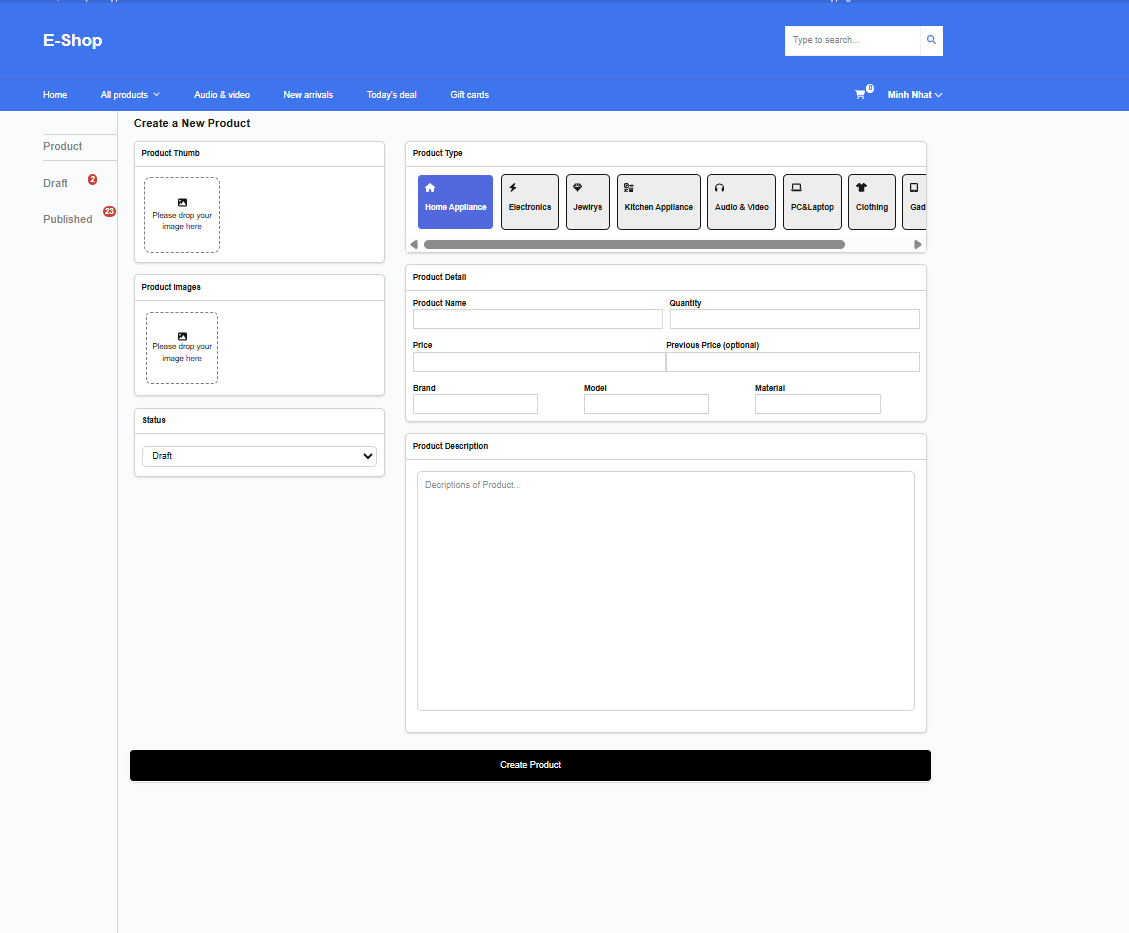 E-Shop
Type to search...
Home
All products
Audio & video
New arrivals
Today's deal
Gift cards
0
Minh Nhat
Create a New Product
Product
Draft
2
Published
23
Product Thumb
Please drop your
image here
Product Images
Please drop your
image here
Status
Draft
Product Type
Home Appliance
Electronics
Jewlrys
Kitchen Appliance
Audio & Video
PC&Laptop
Clothing
Gad
Product Detail
Product Name
Quantity
Price
Previous Price (optional)
Brand
Model
Material
Product Description
Decriptions of Product...
Create Product